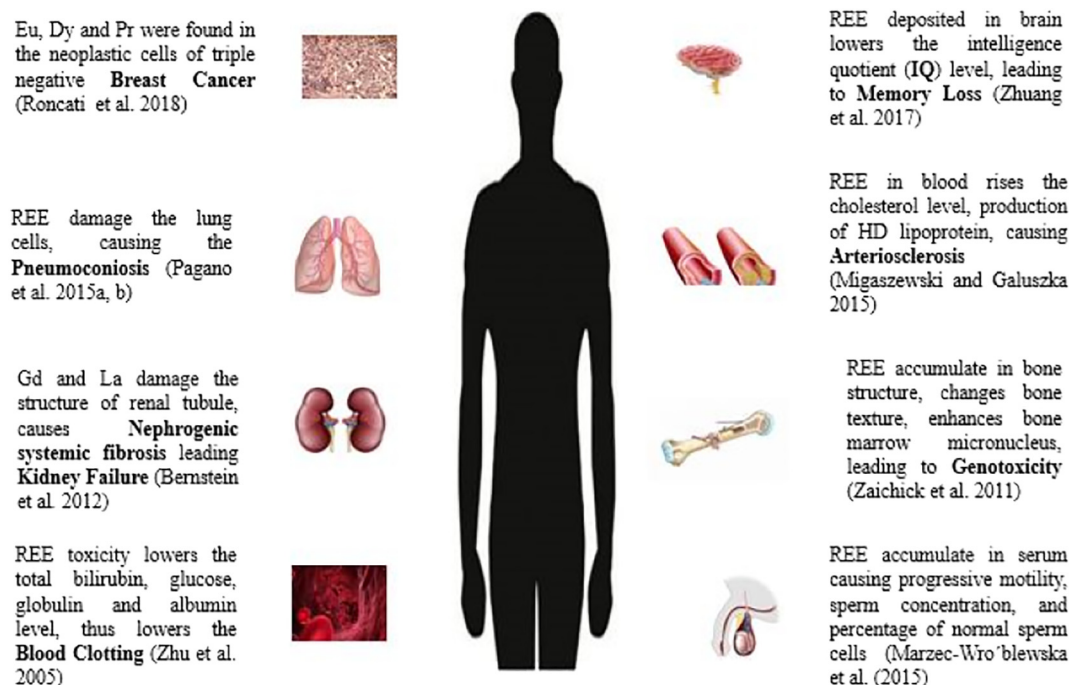 Eu, Dy and Pr were found in
the neoplastic cells of triple
negative Breast Cancer
(Roncati et al. 2018)
REE damage the lung
cells, causing the
Pneumoconiosis (Pagano
et al. 2015a, b)
Gd and La damage the
structure of renal tubule,
causes Nephrogenic
systemic fibrosis leading
Kidney Failure (Bernstein
et al. 2012)
REE toxicity lowers the
total bilirubin, glucose,
globulin and albumin
level, thus lowers the
Blood Clotting (Zhu et al.
2005)
REE deposited in brain
lowers the intelligence
quotient (IQ) level, leading
to Memory Loss (Zhuang
et al. 2017)
REE in blood rises the
cholesterol level, production
of HD lipoprotein, causing
Arteriosclerosis
(Migaszewski and Galuszka
2015)
REE accumulate in bone
structure, changes bone
texture, enhances bone
marrow micronucleus,
leading to Genotoxicity
(Zaichick et al. 2011)
REE accumulate in serum
causing progressive motility,
sperm concentration, and
percentage of normal sperm
cells (Marzec-Wro´blewska
et al. (2015)